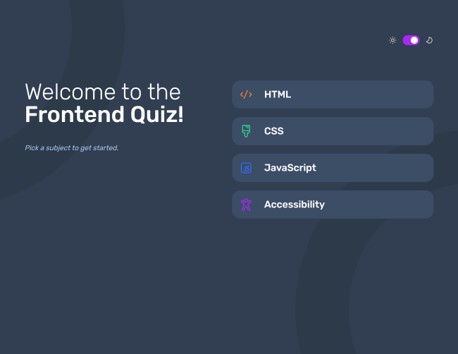 Welcome to the
Frontend Quiz!
Pick a subject to get started.
HTML
CSS
JavaScript
Accessibility